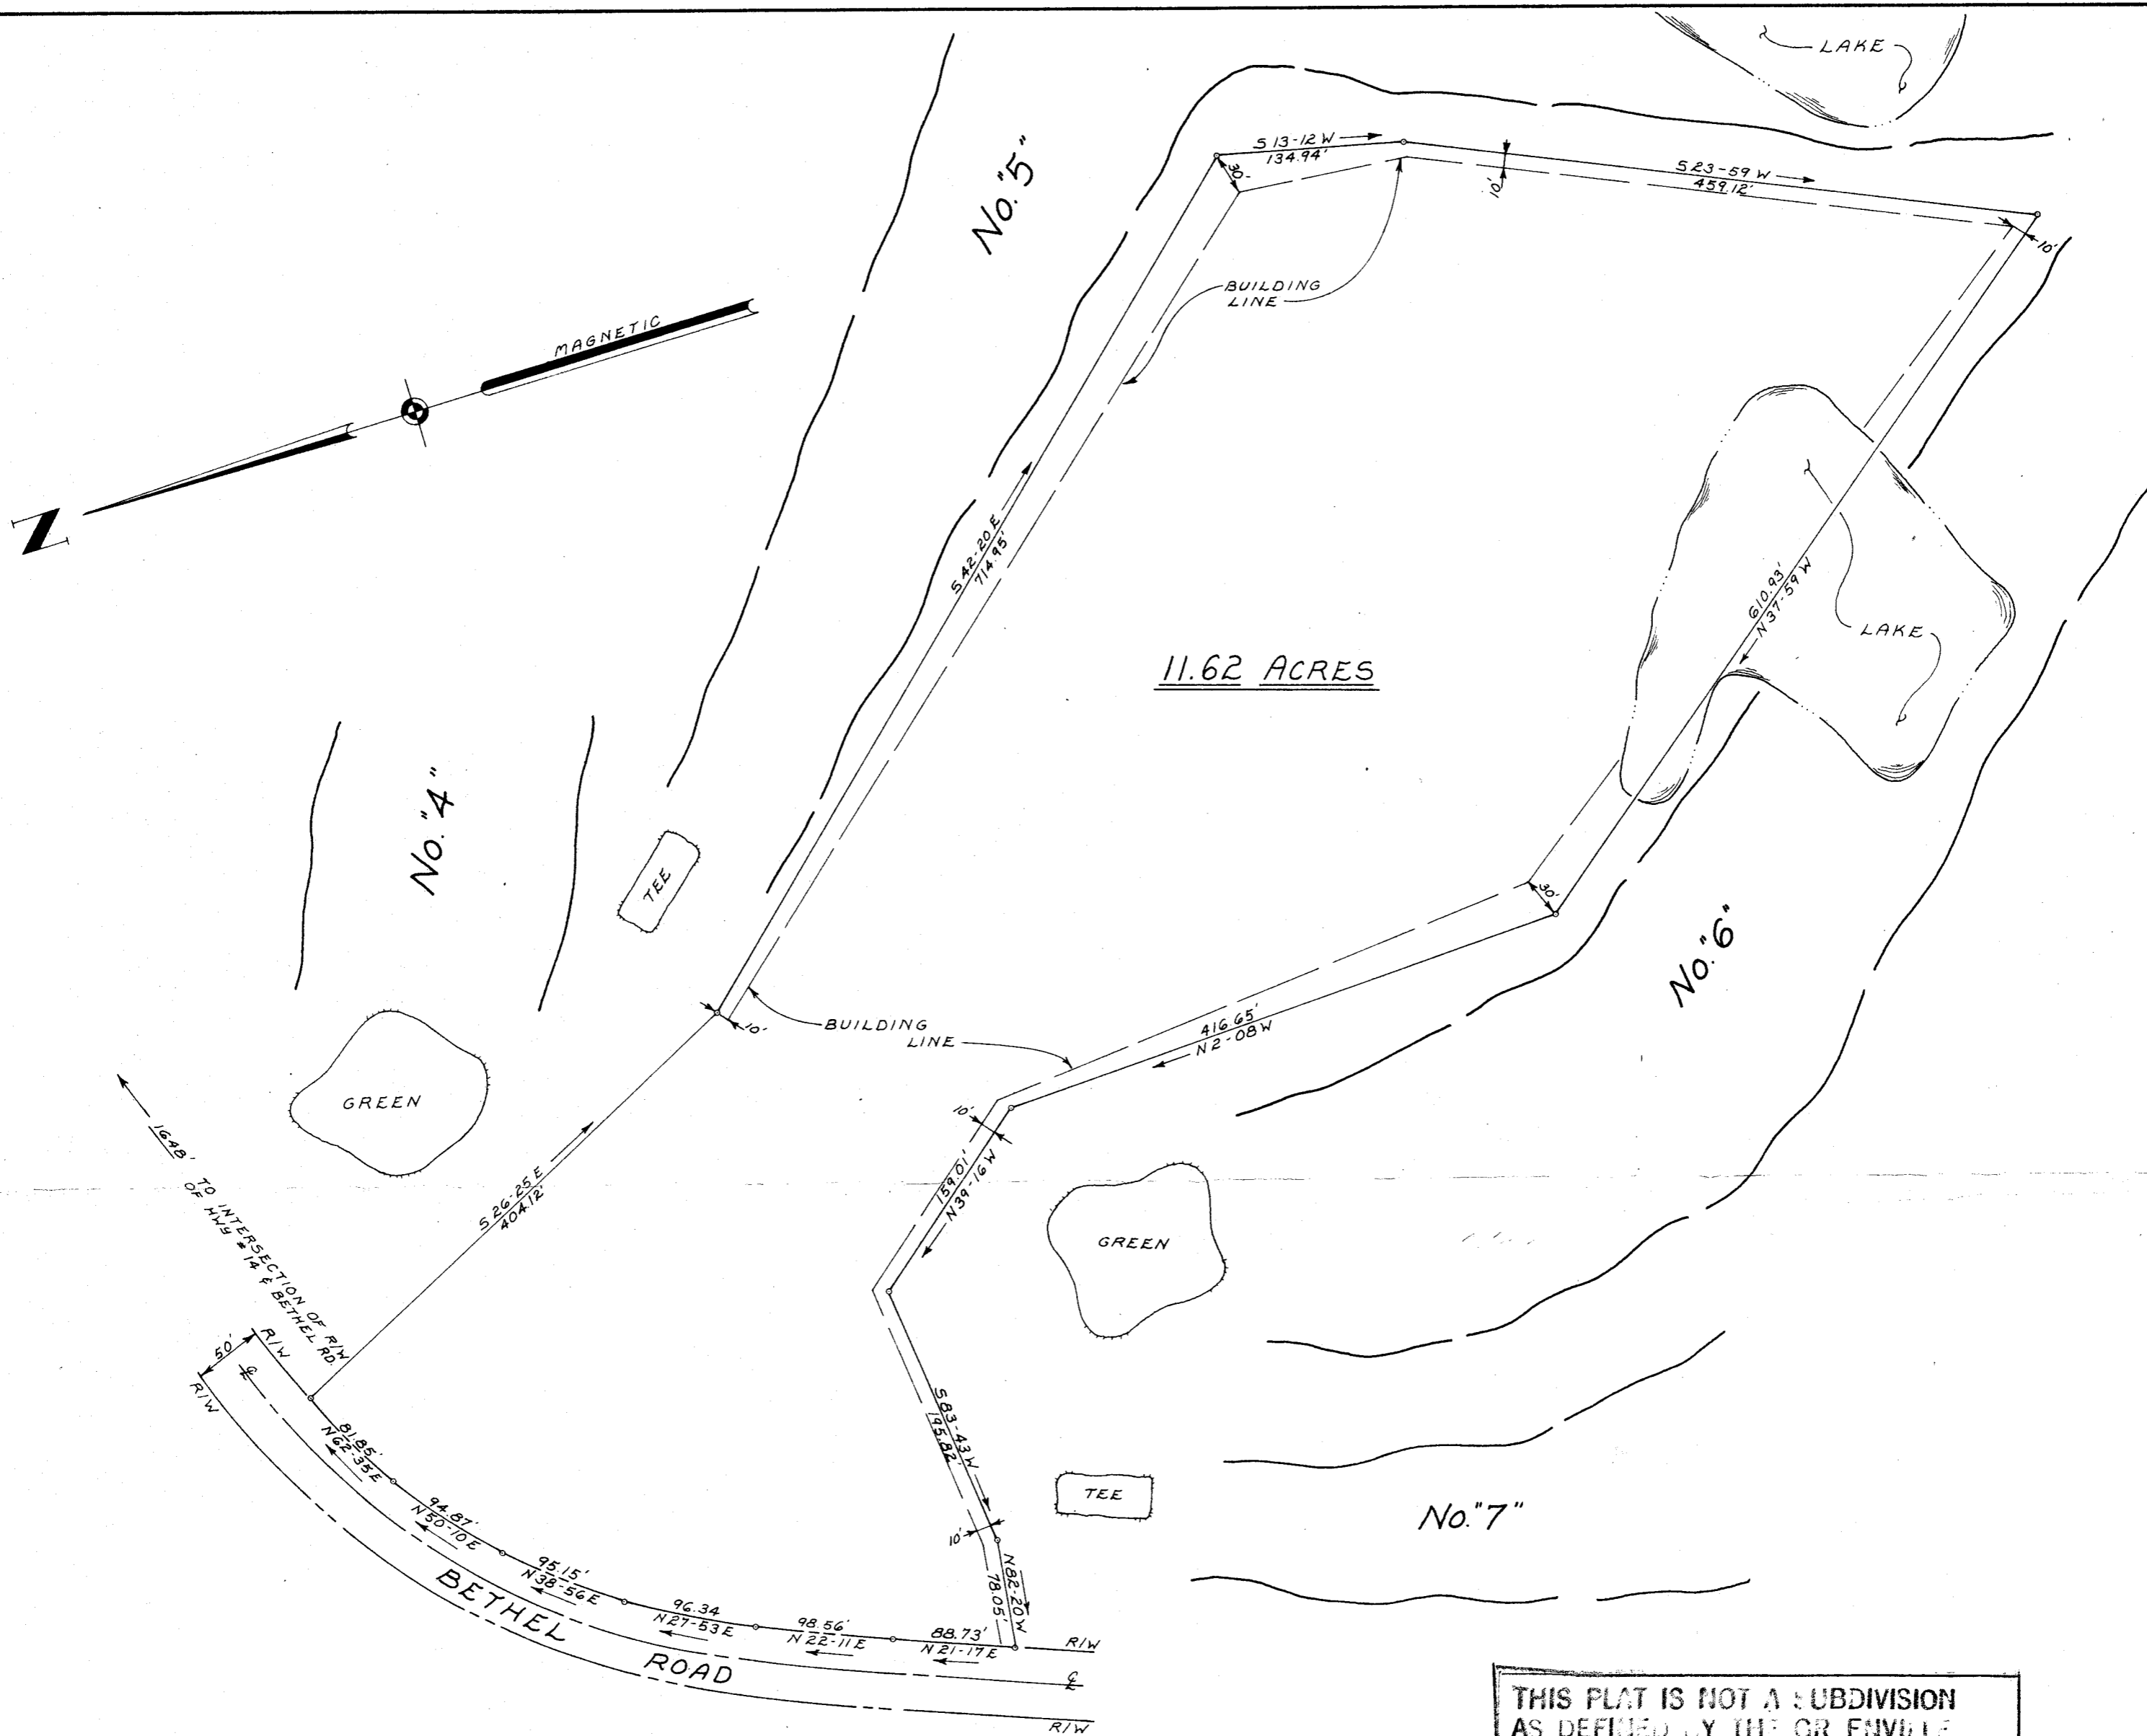 LAKE
No. "5"
S 13-12 W
134.94'
30'
10'
S 23-59 W
459.12'
10'
BUILDING
LINE
MAGNETIC
N
S 42-20 E
714.95'
610.93'
N 37-59 W
LAKE
11.62 ACRES
No. "4"
TEE
30'
No. "6"
10'
BUILDING
LINE
416.65'
N 2-08 W
GREEN
10'
159.01'
N 39-16 W
GREEN
1648'
TO INTERSECTION OF R/W
OF HWY # 14 & BETHEL RD.
S 26-25 E
404.12'
50'
R/W
R/W
℄
81.85'
N 62-35 E
94.87'
N 50-10 E
95.15'
N 38-56 E
96.34
N 27-53 E
98.56'
N 22-11 E
88.73'
N 21-17 E
S 83-43 W
195.82'
10'
N 82-20 W
78.05'
TEE
No. "7"
BETHEL
ROAD
R/W
℄
R/W
THIS PLAT IS NOT A SUBDIVISION
AS DEFINED BY THE